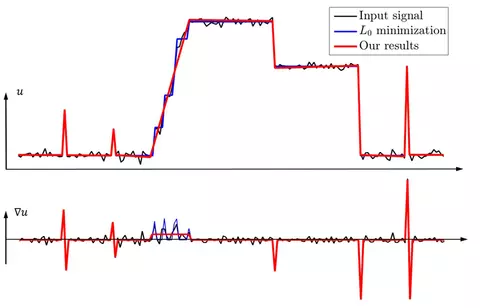 Input signal
L₀ minimization
Our results
u
∇u